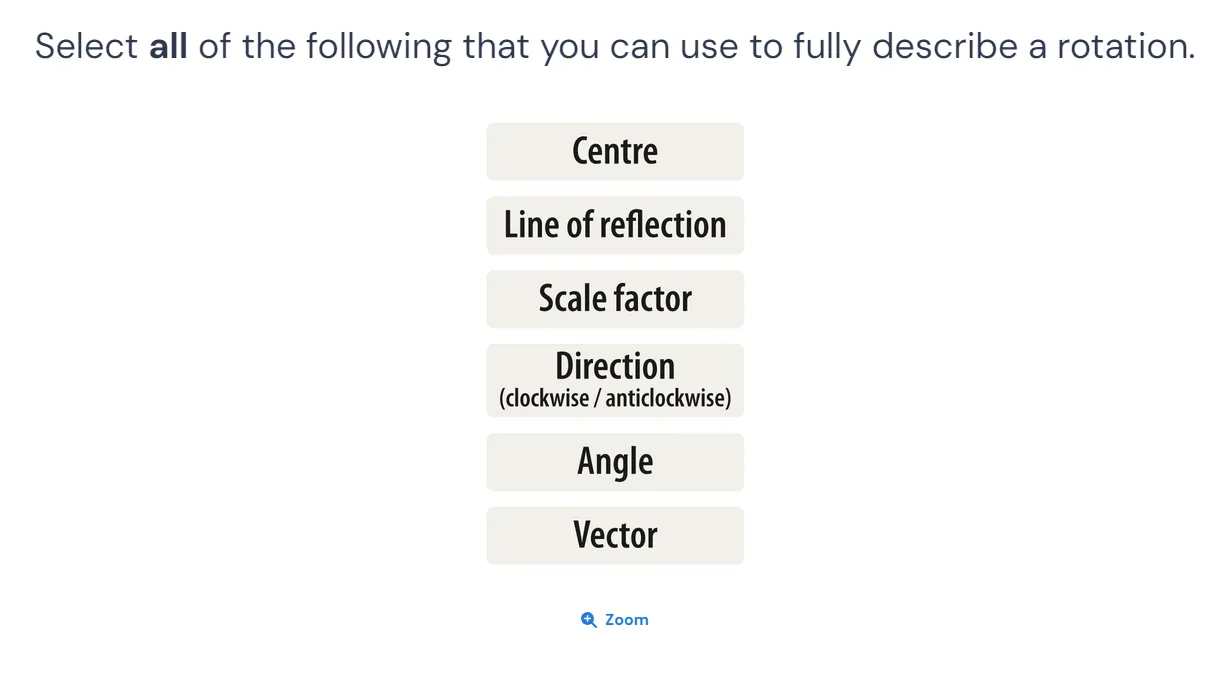 Select all of the following that you can use to fully describe a rotation.
Centre
Line of reflection
Scale factor
Direction
(clockwise / anticlockwise)
Angle
Vector
Zoom